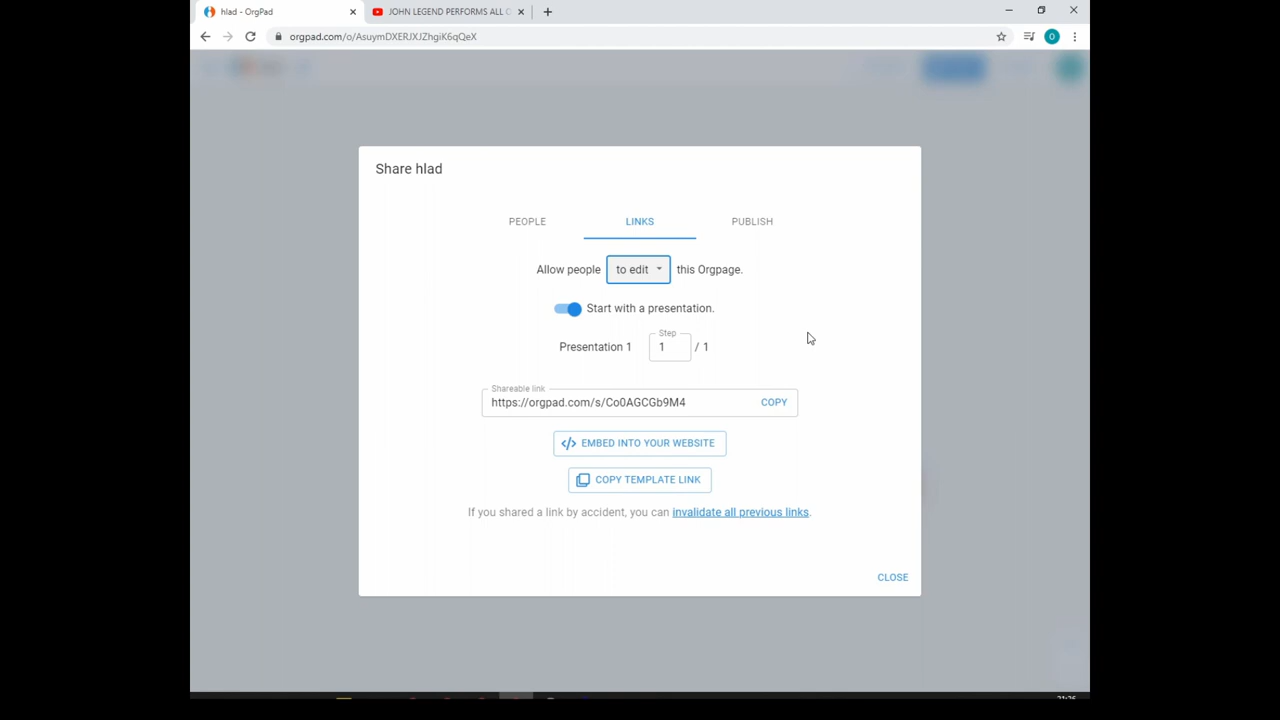 hlad - OrgPad
JOHN LEGEND PERFORMS ALL
orgpad.com/o/AsuymDXERJXJZhgiK6qQeX
O
Share hlad
PEOPLE
LINKS
PUBLISH
Allow people to edit this Orgpage.
Start with a presentation.
Step
Presentation 1 1 / 1
Shareable link
https://orgpad.com/s/Co0AGCGb9M4 COPY
EMBED INTO YOUR WEBSITE
COPY TEMPLATE LINK
If you shared a link by accident, you can invalidate all previous links.
CLOSE